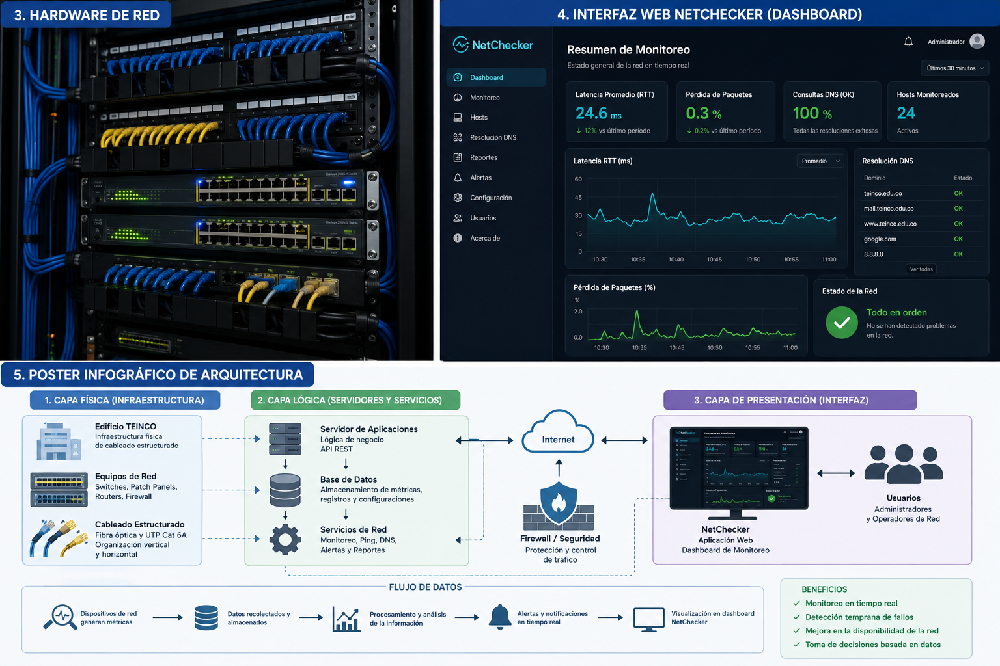 3. HARDWARE DE RED
4. INTERFAZ WEB NETCHECKER (DASHBOARD)
NetChecker
Dashboard
Monitoreo
Hosts
Resolución DNS
Reportes
Alertas
Configuración
Usuarios
Acerca de
Resumen de Monitoreo
Estado general de la red en tiempo real
Administrador
Últimos 30 minutos
Latencia Promedio (RTT)
24.6 ms
↓ 12% vs último período
Pérdida de Paquetes
0.3 %
↓ 0.2% vs último período
Consultas DNS (OK)
100 %
Todas las resoluciones exitosas
Hosts Monitoreados
24
Activos
Latencia RTT (ms)
Promedio
60
45
30
15
0
10:30 10:35 10:40 10:45 10:50 10:55 11:00
Resolución DNS
Dominio Estado
teinco.edu.co OK
mail.teinco.edu.co OK
www.teinco.edu.co OK
google.com OK
8.8.8.8 OK
Ver todas
Pérdida de Paquetes (%)
%
2.0
0.0
10:30 10:35 10:45 10:50 10:55 11:00
Estado de la Red
Todo en orden
No se han detectado problemas
en la red.
5. POSTER INFOGRÁFICO DE ARQUITECTURA
1. CAPA FÍSICA (INFRAESTRUCTURA)
Edificio TEINCO
Infraestructura física
de cableado estructurado
Equipos de Red
Switches, Patch Panels,
Routers, Firewall
Cableado Estructurado
Fibra óptica y UTP Cat 6A
Organización vertical
y horizontal
2. CAPA LÓGICA (SERVIDORES Y SERVICIOS)
Servidor de Aplicaciones
Lógica de negocio
API REST
Base de Datos
Almacenamiento de métricas,
registros y configuraciones
Servicios de Red
Monitoreo, Ping, DNS,
Alertas y Reportes
Internet
Firewall / Seguridad
Protección y control
de tráfico
3. CAPA DE PRESENTACIÓN (INTERFAZ)
NetChecker
Aplicación Web
Dashboard de Monitoreo
Usuarios
Administradores
y Operadores de Red
FLUJO DE DATOS
Dispositivos de red
generan métricas
Datos recolectados y
almacenados
Procesamiento y análisis
de la información
Alertas y notificaciones
en tiempo real
Visualización en dashboard
NetChecker
BENEFICIOS
✓ Monitoreo en tiempo real
✓ Detección temprana de fallos
✓ Mejora en la disponibilidad de la red
✓ Toma de decisiones basada en datos